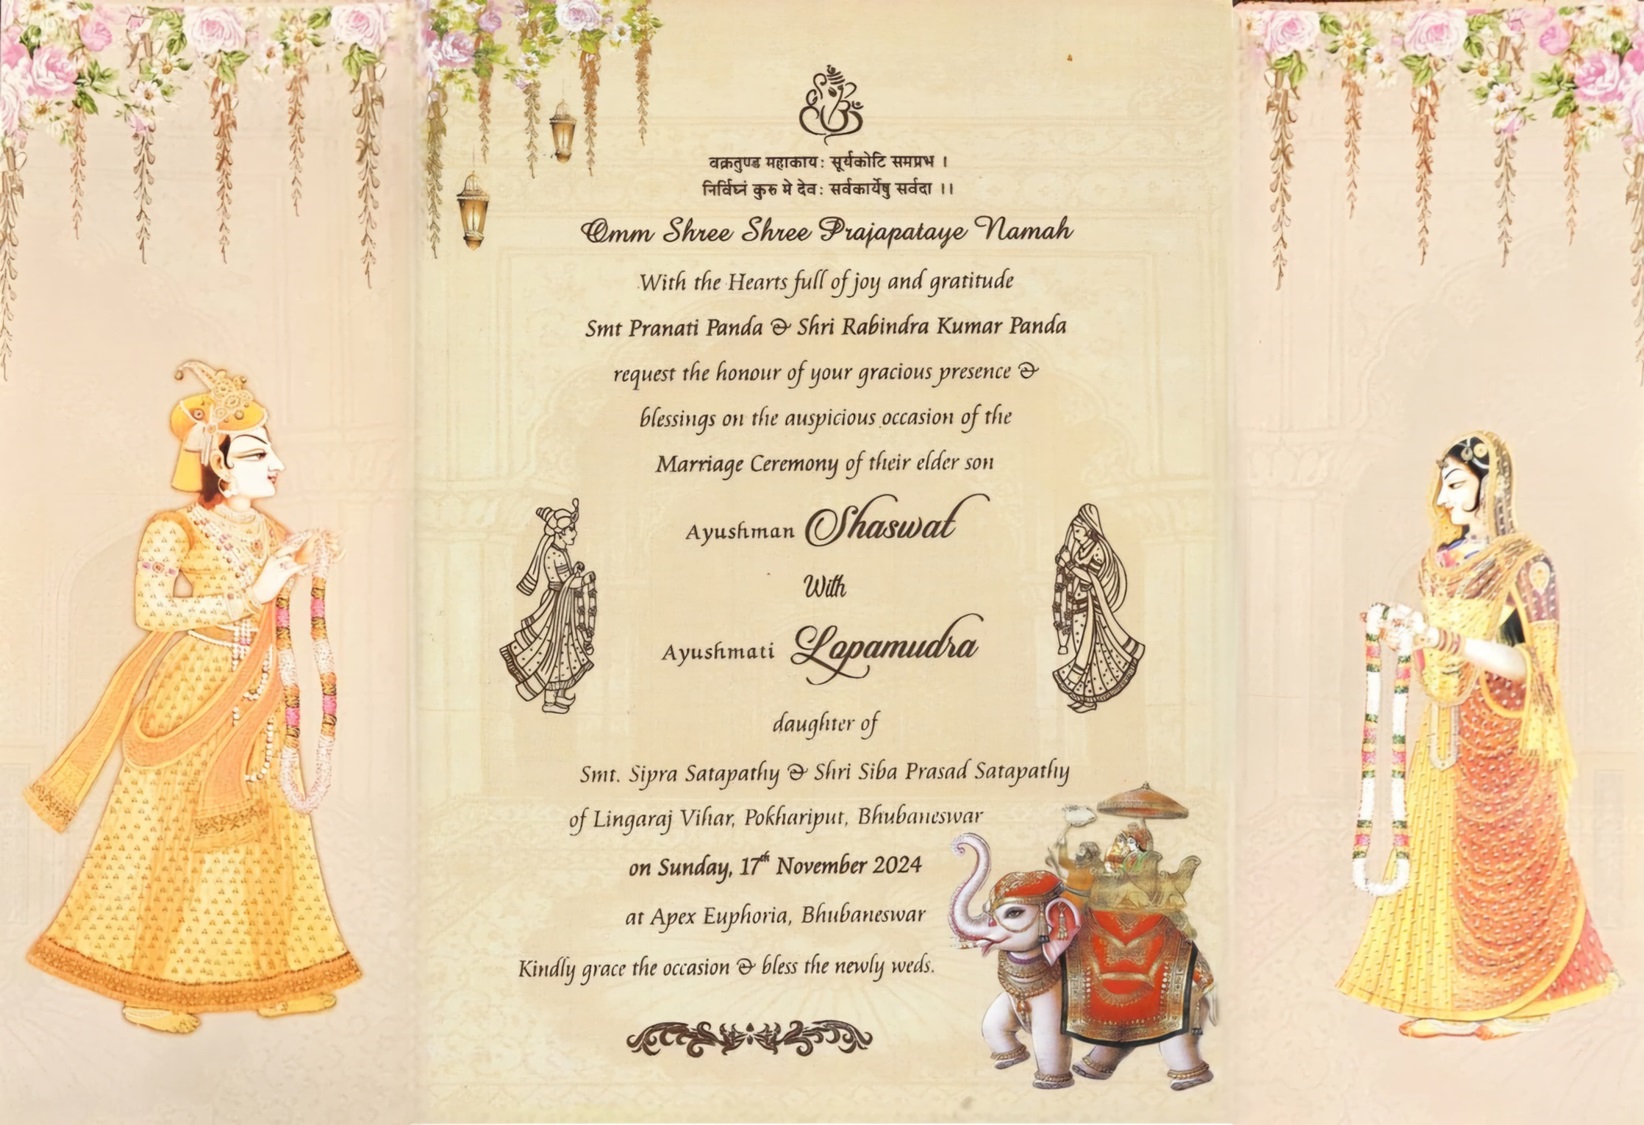 वक्रतुण्ड महाकाय: सूर्यकोटि समप्रभ ।
निर्विघ्नं कुरु मे देव: सर्वकार्येषु सर्वदा ।।
Omm Shree Shree Prajapataye Namah
With the Hearts full of joy and gratitude
Smt Pranati Panda & Shri Rabindra Kumar Panda
request the honour of your gracious presence &
blessings on the auspicious occasion of the
Marriage Ceremony of their elder son
Ayushman Shaswat
With
Ayushmati Lopamudra
daughter of
Smt. Sipra Satapathy & Shri Siba Prasad Satapathy
of Lingaraj Vihar, Pokhariput, Bhubaneswar
on Sunday, 17th November 2024
at Apex Euphoria, Bhubaneswar
Kindly grace the occasion & bless the newly weds.